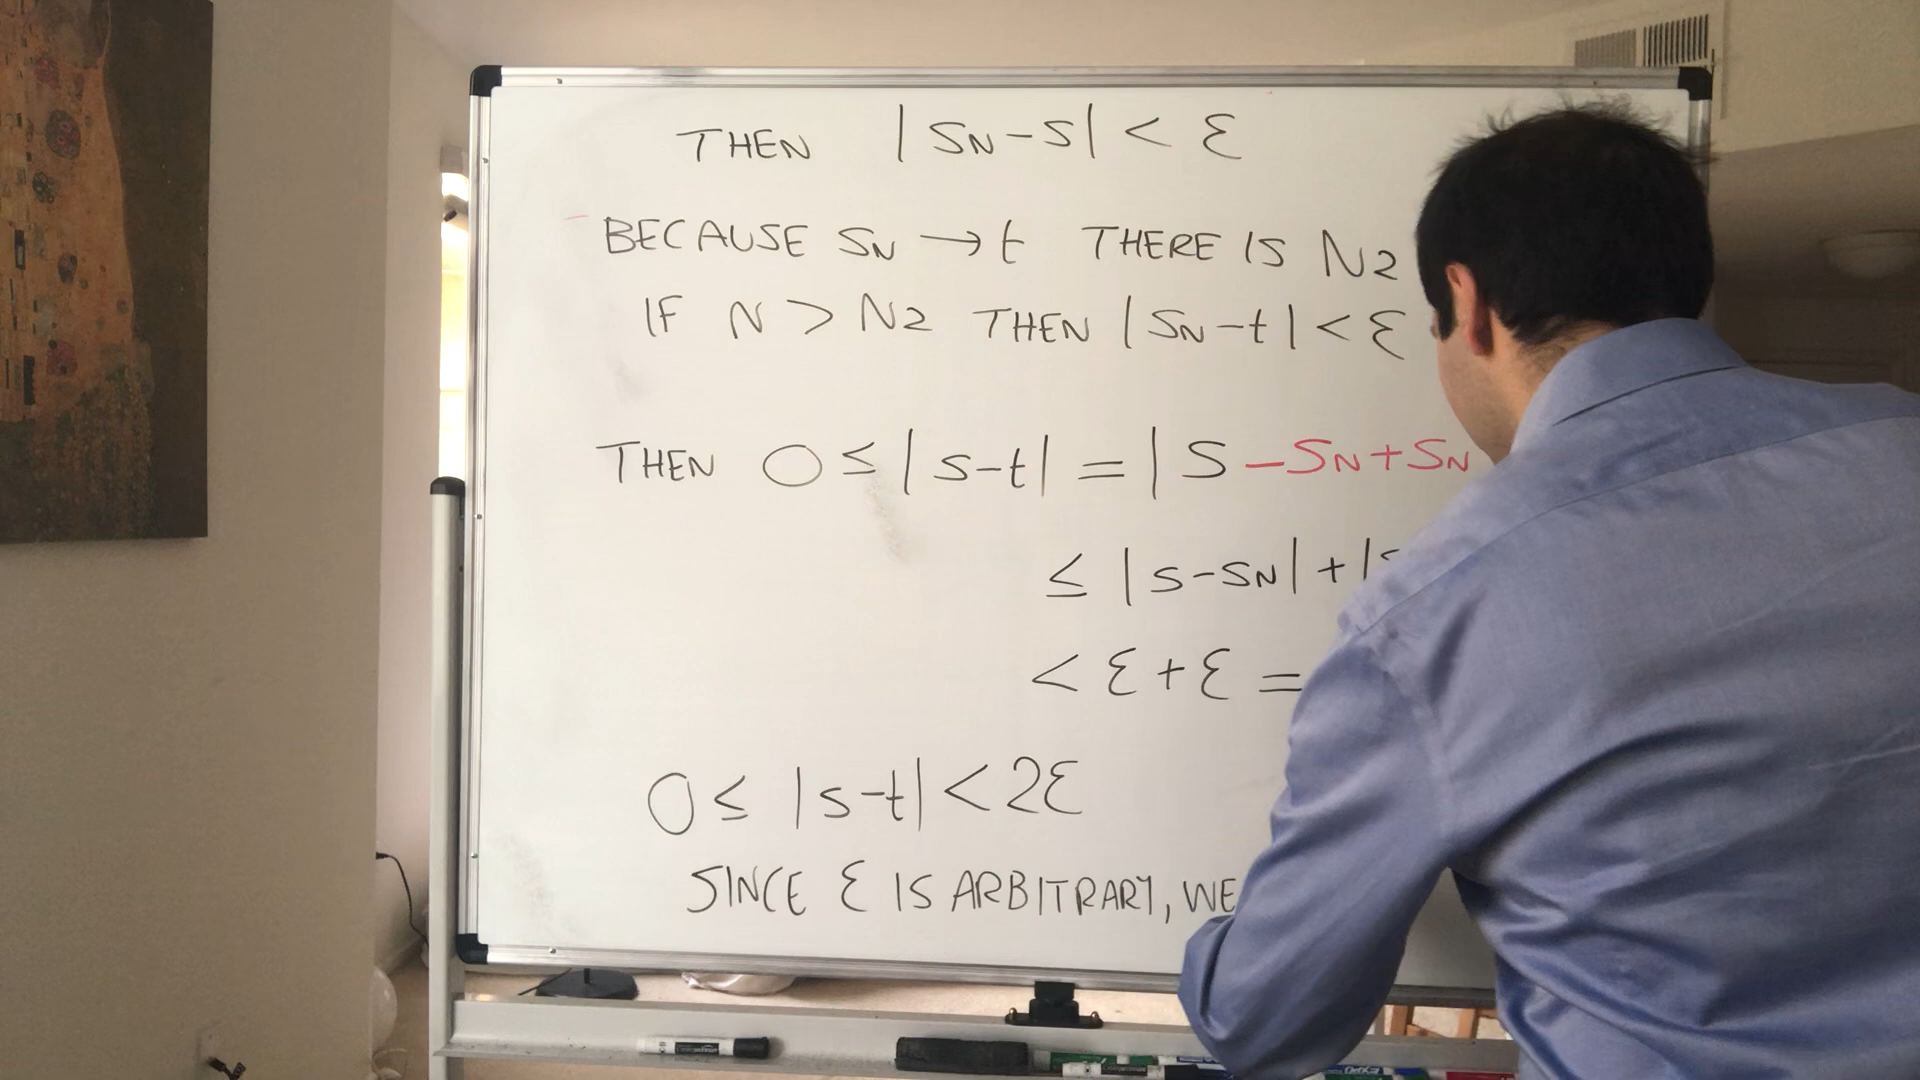 THEN |SN-S| < ε
BECAUSE SN → t THERE IS N2
IF N > N2 THEN |SN-t| < ε
THEN 0 ≤ |S-t| = |S -SN+SN
≤ |S-SN| + |S
< ε + ε =
0 ≤ |S-t| < 2ε
SINCE ε IS ARBITRARY, WE